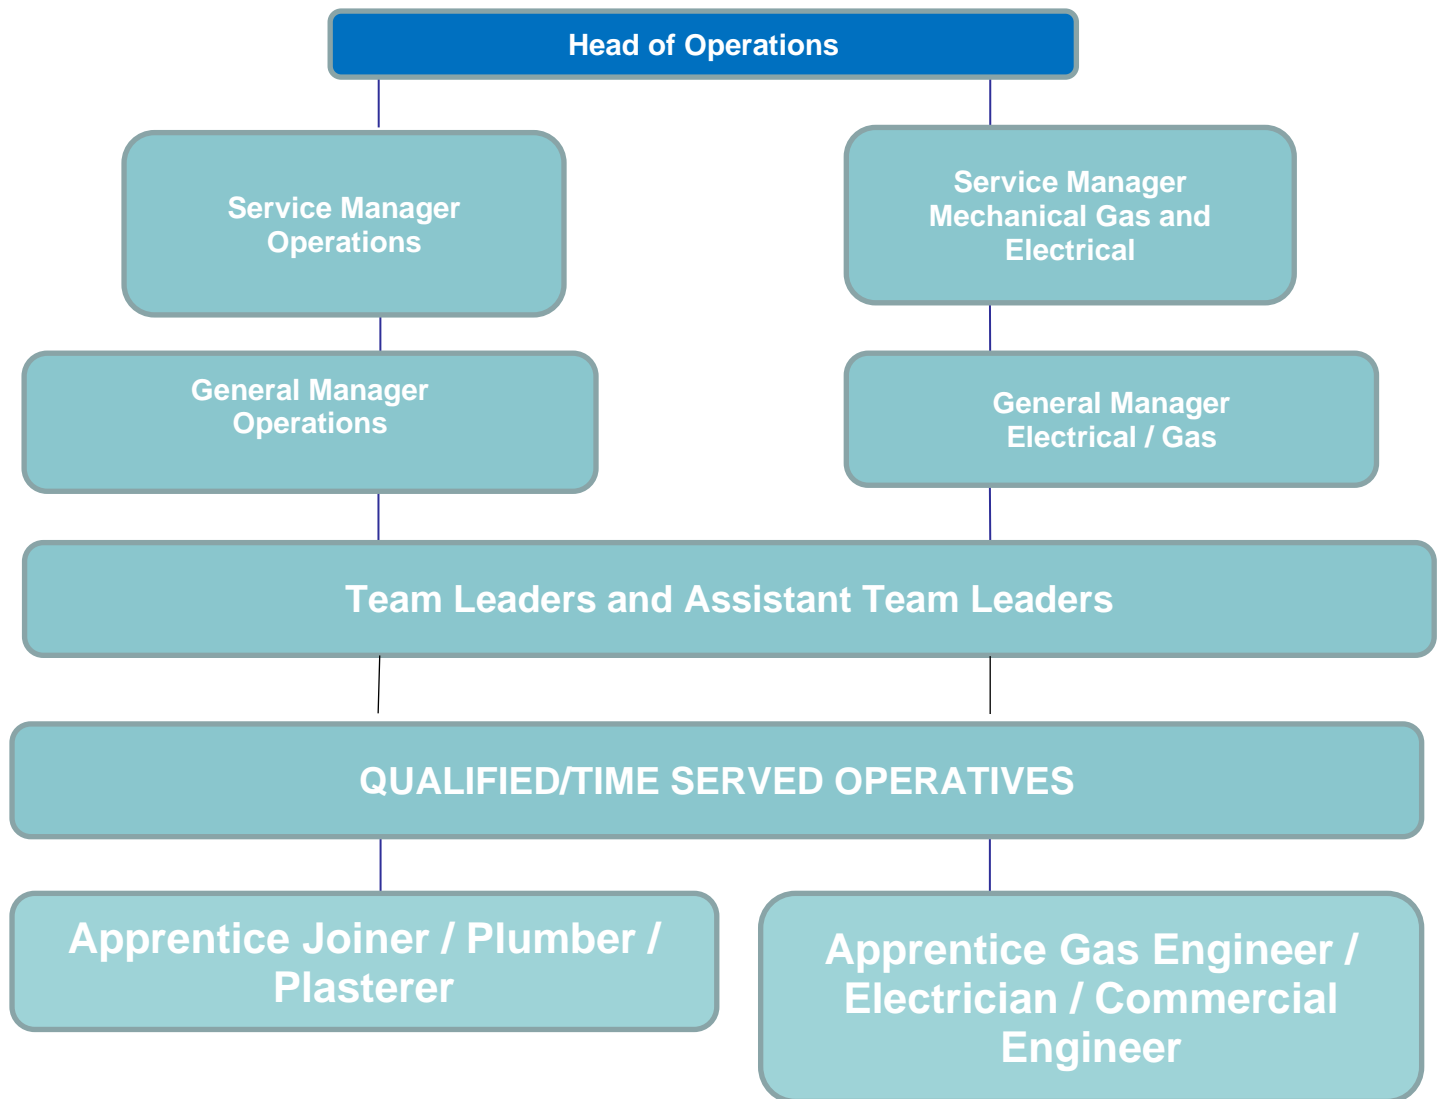 Head of Operations
Service Manager
Operations
Service Manager
Mechanical Gas and
Electrical
General Manager
Operations
General Manager
Electrical / Gas
Team Leaders and Assistant Team Leaders
QUALIFIED/TIME SERVED OPERATIVES
Apprentice Joiner / Plumber /
Plasterer
Apprentice Gas Engineer /
Electrician / Commercial
Engineer